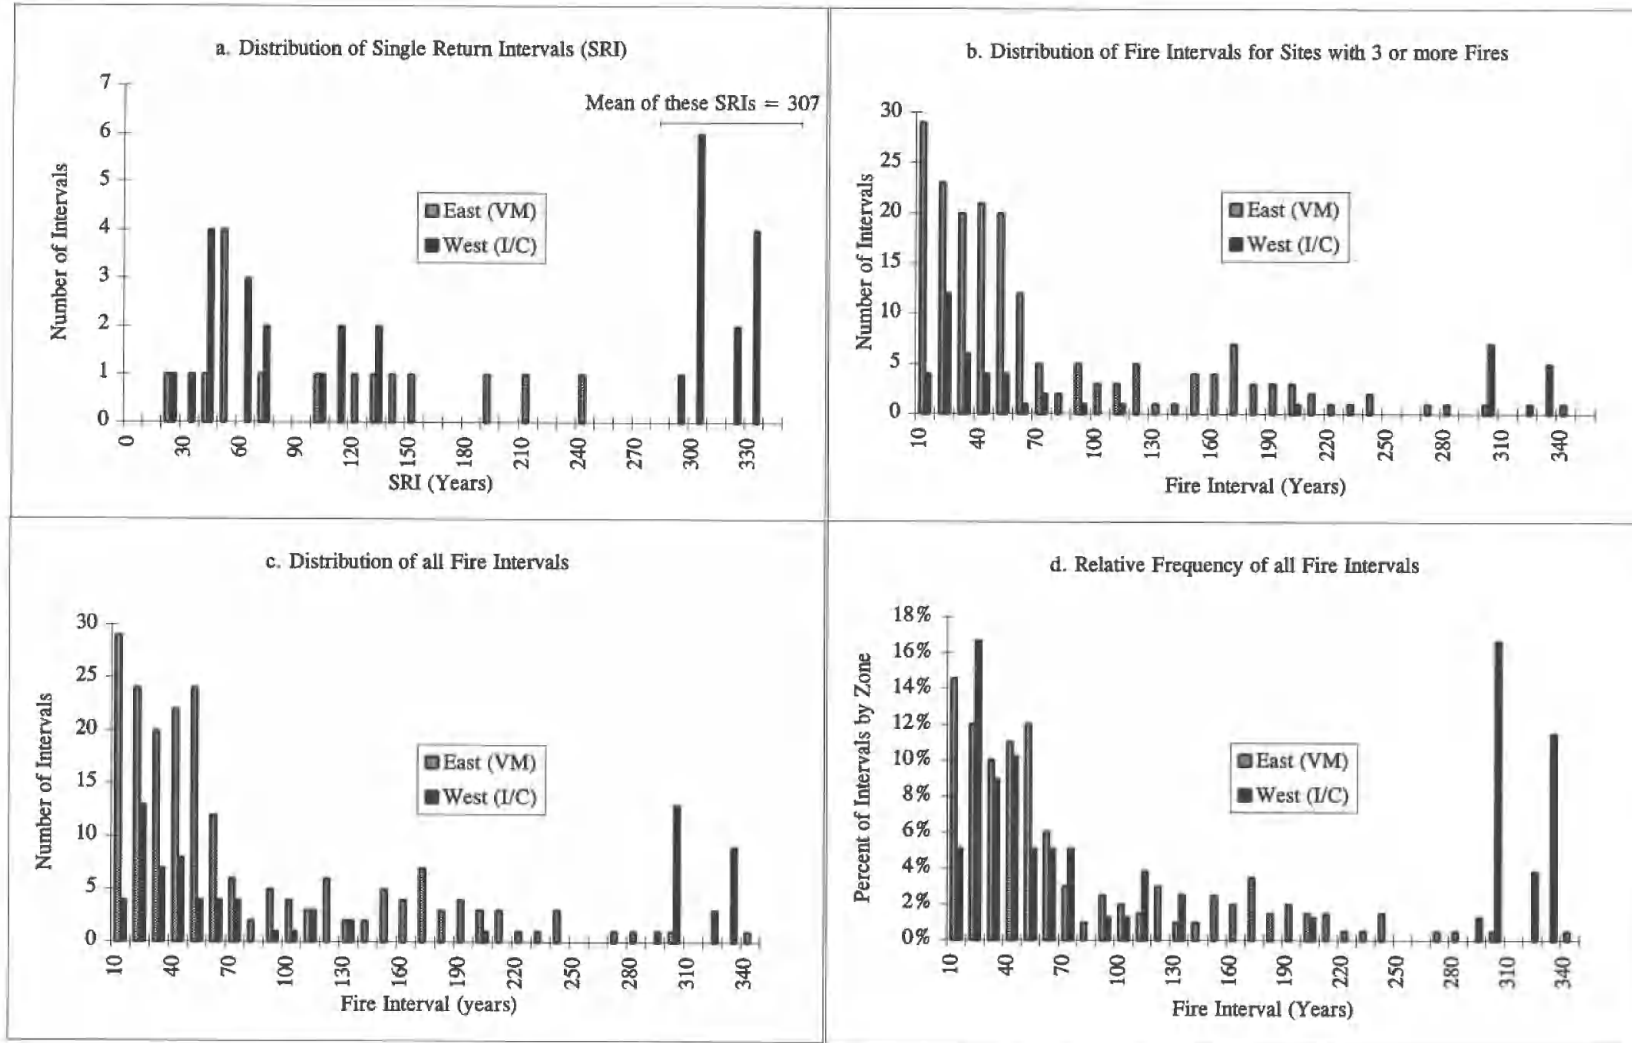 a. Distribution of Single Return Intervals (SRI)
7
6
5
4
3
2
1
0
Number of Intervals
Mean of these SRIs = 307
East (VM)
West (I/C)
0 30 60 90 120 150 180 210 240 270 300 330
SRI (Years)
b. Distribution of Fire Intervals for Sites with 3 or more Fires
30
25
20
15
10
5
0
Number of Intervals
East (VM)
West (I/C)
10 40 70 100 130 160 190 220 250 280 310 340
Fire Interval (Years)
c. Distribution of all Fire Intervals
30
25
20
15
10
5
0
Number of Intervals
East (VM)
West (I/C)
10 40 70 100 130 160 190 220 250 280 310 340
Fire Interval (years)
d. Relative Frequency of all Fire Intervals
18%
16%
14%
12%
10%
8%
6%
4%
2%
0%
Percent of Intervals by Zone
East (VM)
West (I/C)
10 40 70 100 130 160 190 220 250 280 310 340
Fire Interval (Years)